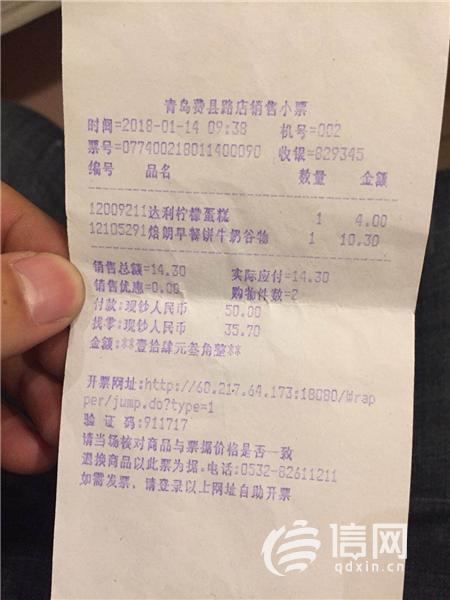 青岛费县路店销售小票
时间=2018-01-14 09:38 机号=002
票号=077400218011400090 收银=829345
编号 品名 数量 金额
12009211达利柠檬蛋糕 1 4.00
12105291焙朗早餐饼牛奶谷物 1 10.30
销售总额=14.30 实际应付=14.30
销售优惠=0.00 购物件数=2
付款:现钞人民币 50.00
找零:现钞人民币 35.70
金额:**壹拾肆元叁角整**
开票网址:http://60.217.64.173:18080/Wrap
per/jump.do?type=1
验 证 码:911717
请当场核对商品与票据价格是否一致
退换商品以此票为据.电话:0532-82611211
如需发票, 请登录以上网址自助开票
信网
qdxin.cn